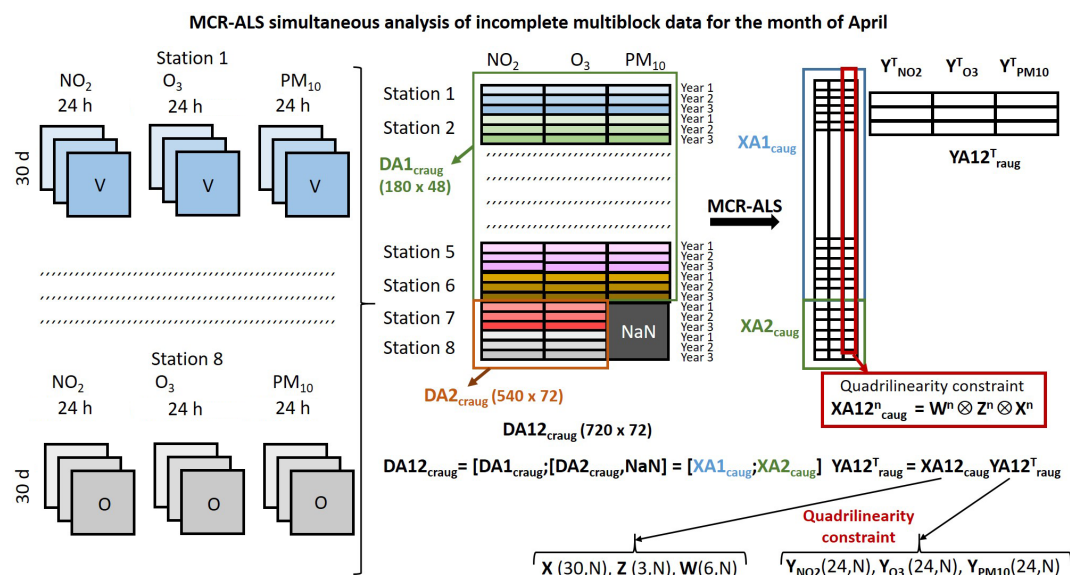 MCR-ALS simultaneous analysis of incomplete multiblock data for the month of April
Station 1
NO2 O3 PM10
24 h 24 h 24 h
30 d
V V V
Station 8
NO2 O3 PM10
24 h 24 h 24 h
30 d
O O O
NO2 O3 PM10
Station 1
Year 1
Year 2
Year 3
Station 2
Year 1
Year 2
Year 3
DA1craug
(180 x 48)
Station 5
Year 1
Year 2
Year 3
Station 6
Year 1
Year 2
Year 3
Station 7
Year 1
Year 2
Year 3
Station 8
Year 1
Year 2
Year 3
NaN
DA2craug (540 x 72)
DA12craug (720 x 72)
MCR-ALS
XA1caug
XA2caug
YTNO2 YTO3 YTPM10
YA12Traug
Quadrilinearity constraint
XA12ncaug = Wn ⊗ Zn ⊗ Xn
DA12craug= [DA1craug;[DA2craug,NaN] = [XA1caug;XA2caug] YA12Traug = XA12caugYA12Traug
Quadrilinearity
constraint
X (30,N), Z (3,N), W(6,N)
YNO2(24,N), YO3 (24,N), YPM10(24,N)